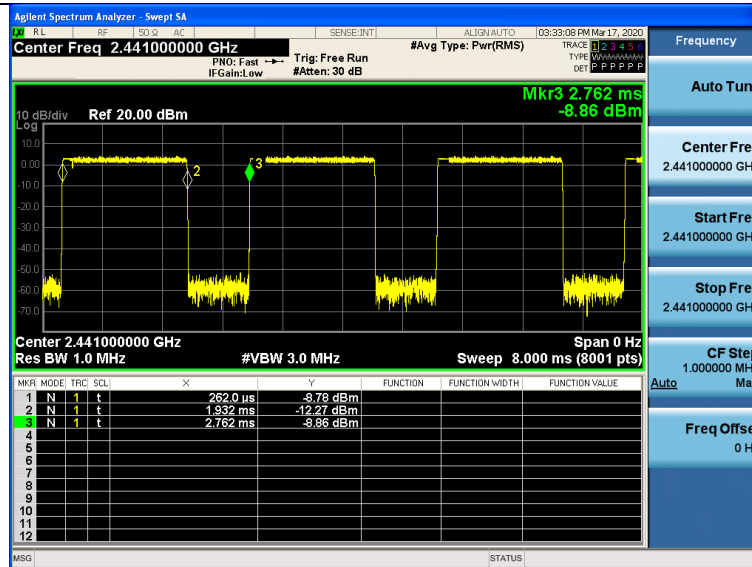 Agilent Spectrum Analyzer - Swept SA
LXI RL RF 50 Ω AC SENSE:INT ALIGN AUTO 03:33:08 PM Mar 17, 2020
Center Freq 2.441000000 GHz #Avg Type: Pwr(RMS) TRACE 1 2 3 4 5 6
PNO: Fast Trig: Free Run TYPE WWWWWW
IFGain:Low #Atten: 30 dB DET P P P P P P
Mkr3 2.762 ms
10 dB/div Ref 20.00 dBm -8.86 dBm
Log
10.0
0.00
-10.0
-20.0
-30.0
-40.0
-50.0
-60.0
-70.0
2
3
Center 2.441000000 GHz Span 0 Hz
Res BW 1.0 MHz #VBW 3.0 MHz Sweep 8.000 ms (8001 pts)
MKR MODE TRC SCL X Y FUNCTION FUNCTION WIDTH FUNCTION VALUE
1 N 1 t 262.0 µs -8.78 dBm
2 N 1 t 1.932 ms -12.27 dBm
3 N 1 t 2.762 ms -8.86 dBm
4
5
6
7
8
9
10
11
12
MSG STATUS
Frequency
Auto Tun
Center Fre
2.441000000 GH
Start Fre
2.441000000 GH
Stop Fre
2.441000000 GH
CF Step
1.000000 MH
Auto Ma
Freq Offse
0 H